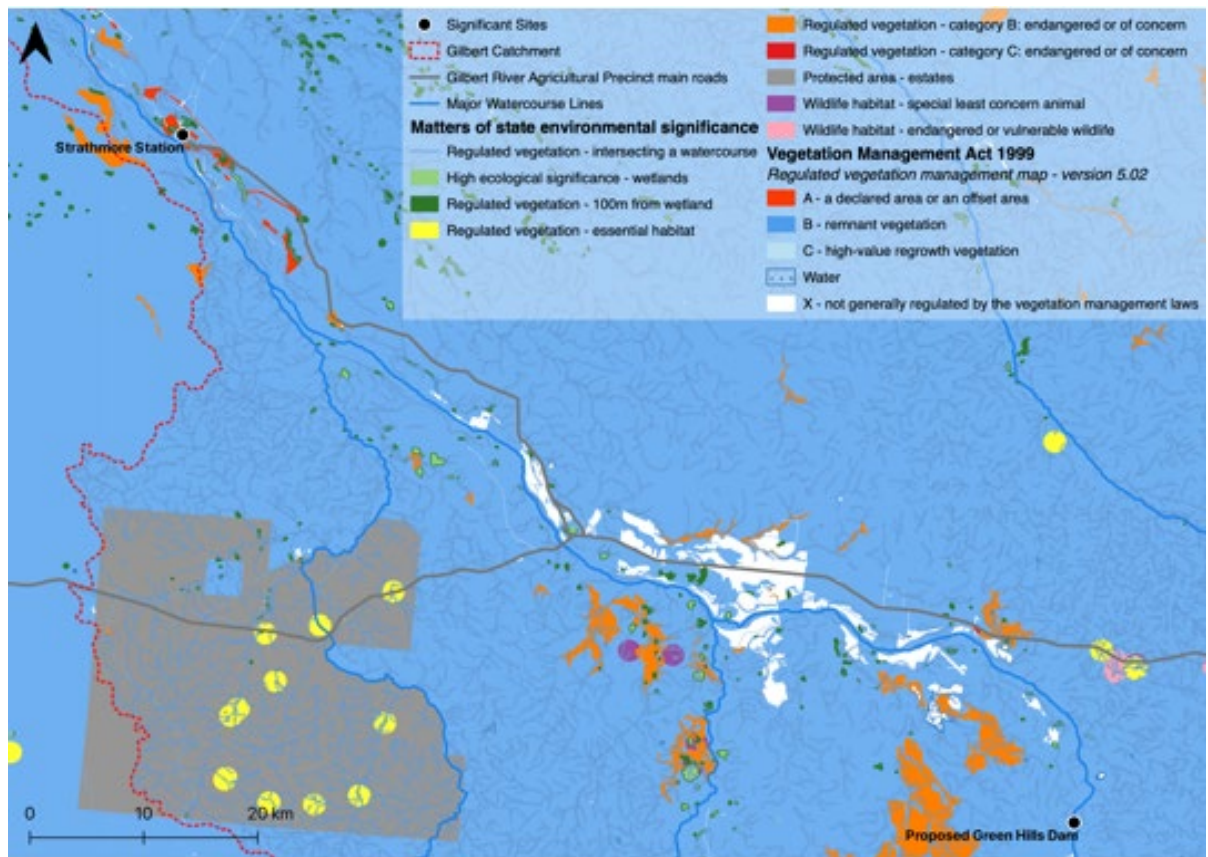 Significant Sites
Gilbert Catchment
Gilbert River Agricultural Precinct main roads
Major Watercourse Lines
Matters of state environmental significance
Regulated vegetation - intersecting a watercourse
High ecological significance - wetlands
Regulated vegetation - 100m from wetland
Regulated vegetation - essential habitat
Regulated vegetation - category B: endangered or of concern
Regulated vegetation - category C: endangered or of concern
Protected area - estates
Wildlife habitat - special least concern animal
Wildlife habitat - endangered or vulnerable wildlife
Vegetation Management Act 1999
Regulated vegetation management map - version 5.02
A - a declared area or an offset area
B - remnant vegetation
C - high-value regrowth vegetation
Water
X - not generally regulated by the vegetation management laws
Strathmore Station
0 10 20 km
Proposed Green Hills Dam